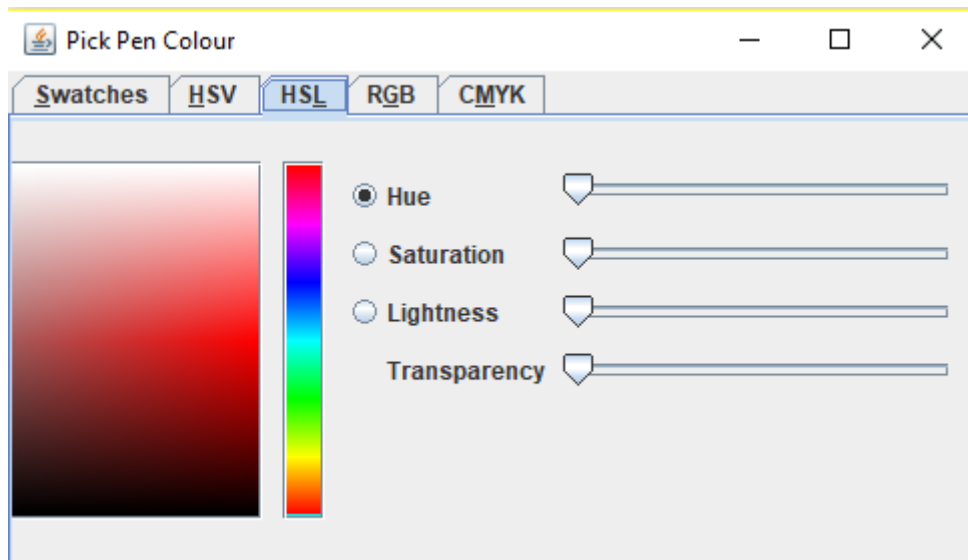 Pick Pen Colour
Swatches HSV HSL RGB CMYK
Hue
Saturation
Lightness
Transparency